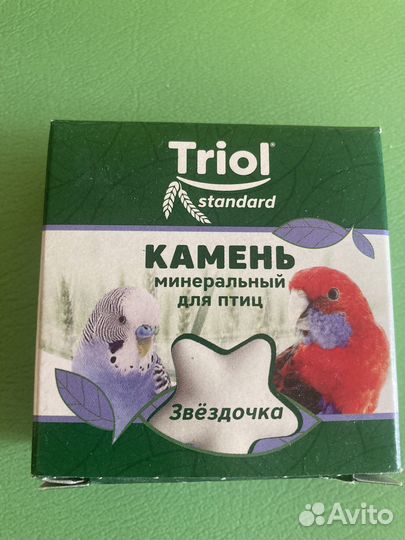 Triol®
standard
КАМЕНЬ
минеральный
для птиц
Звёздочка
Avito